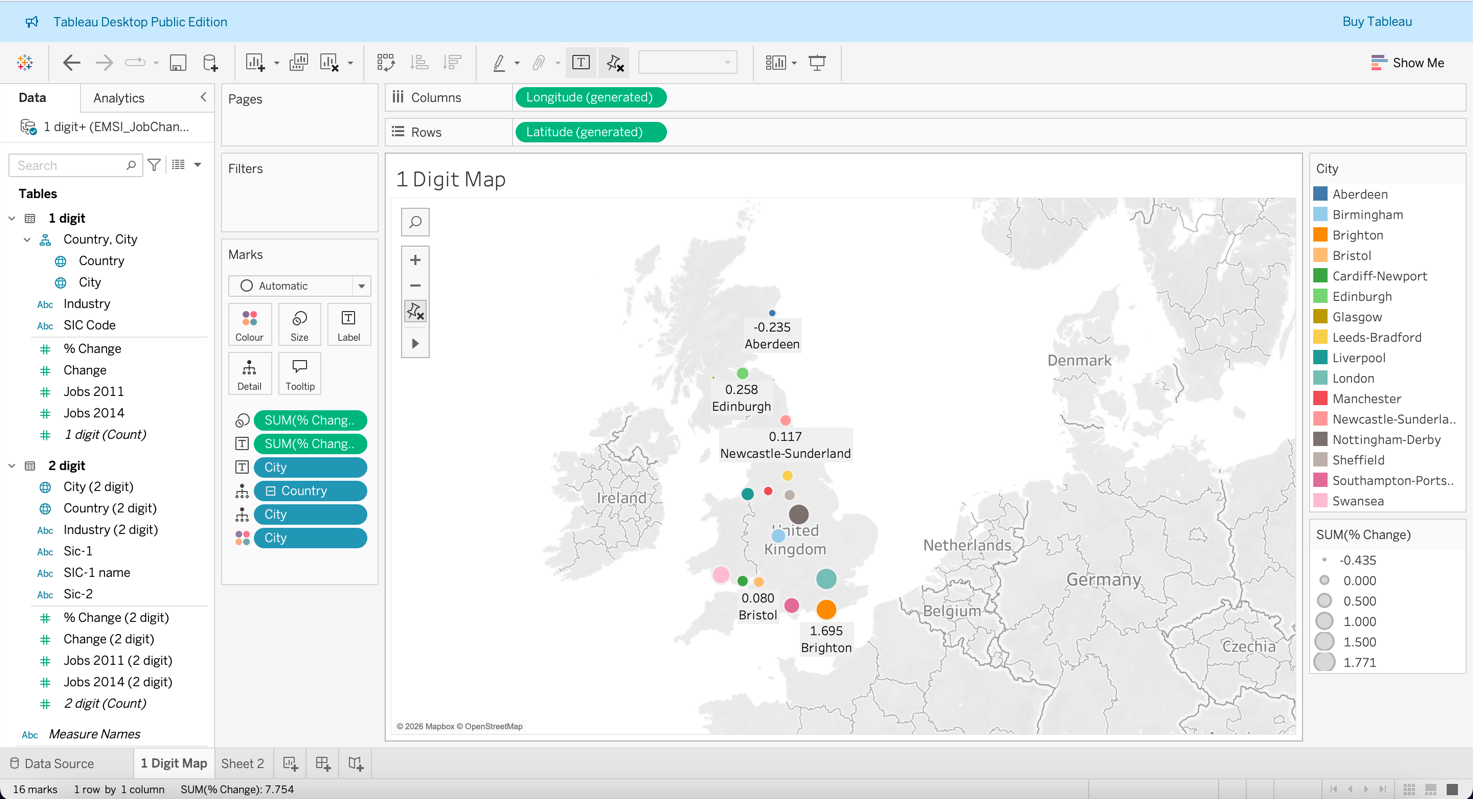 Tableau Desktop Public Edition
Buy Tableau
Show Me
Data
Analytics
1 digit+ (EMSI_JobChan...
Search
Tables
1 digit
Country, City
Country
City
Abc Industry
Abc SIC Code
% Change
Change
Jobs 2011
Jobs 2014
1 digit (Count)
2 digit
City (2 digit)
Country (2 digit)
Abc Industry (2 digit)
Abc Sic-1
Abc SIC-1 name
Abc Sic-2
% Change (2 digit)
Change (2 digit)
Jobs 2011 (2 digit)
Jobs 2014 (2 digit)
2 digit (Count)
Abc Measure Names
Pages
Filters
Marks
Automatic
Colour
Size
Label
Detail
Tooltip
SUM(% Chang..
SUM(% Chang..
City
Country
City
City
Columns
Longitude (generated)
Rows
Latitude (generated)
1 Digit Map
-0.235
Aberdeen
0.258
Edinburgh
0.117
Newcastle-Sunderland
Ireland
United
Kingdom
0.080
Bristol
1.695
Brighton
Denmark
Netherlands
Germany
Belgium
Czechia
© 2026 Mapbox © OpenStreetMap
City
Aberdeen
Birmingham
Brighton
Bristol
Cardiff-Newport
Edinburgh
Glasgow
Leeds-Bradford
Liverpool
London
Manchester
Newcastle-Sunderla..
Nottingham-Derby
Sheffield
Southampton-Ports..
Swansea
SUM(% Change)
-0.435
0.000
0.500
1.000
1.500
1.771
Data Source
1 Digit Map
Sheet 2
16 marks
1 row by 1 column
SUM(% Change): 7.754